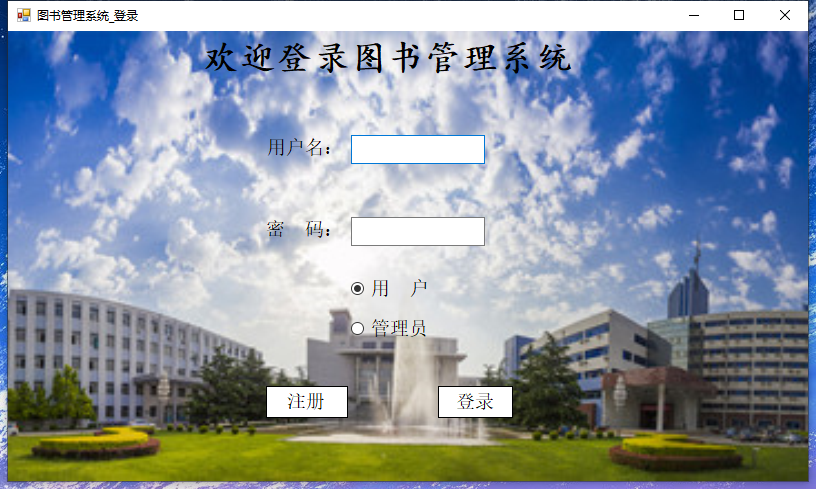 图书管理系统_登录
欢迎登录图书管理系统
用户名：
密 码：
用 户
管理员
注册
登录